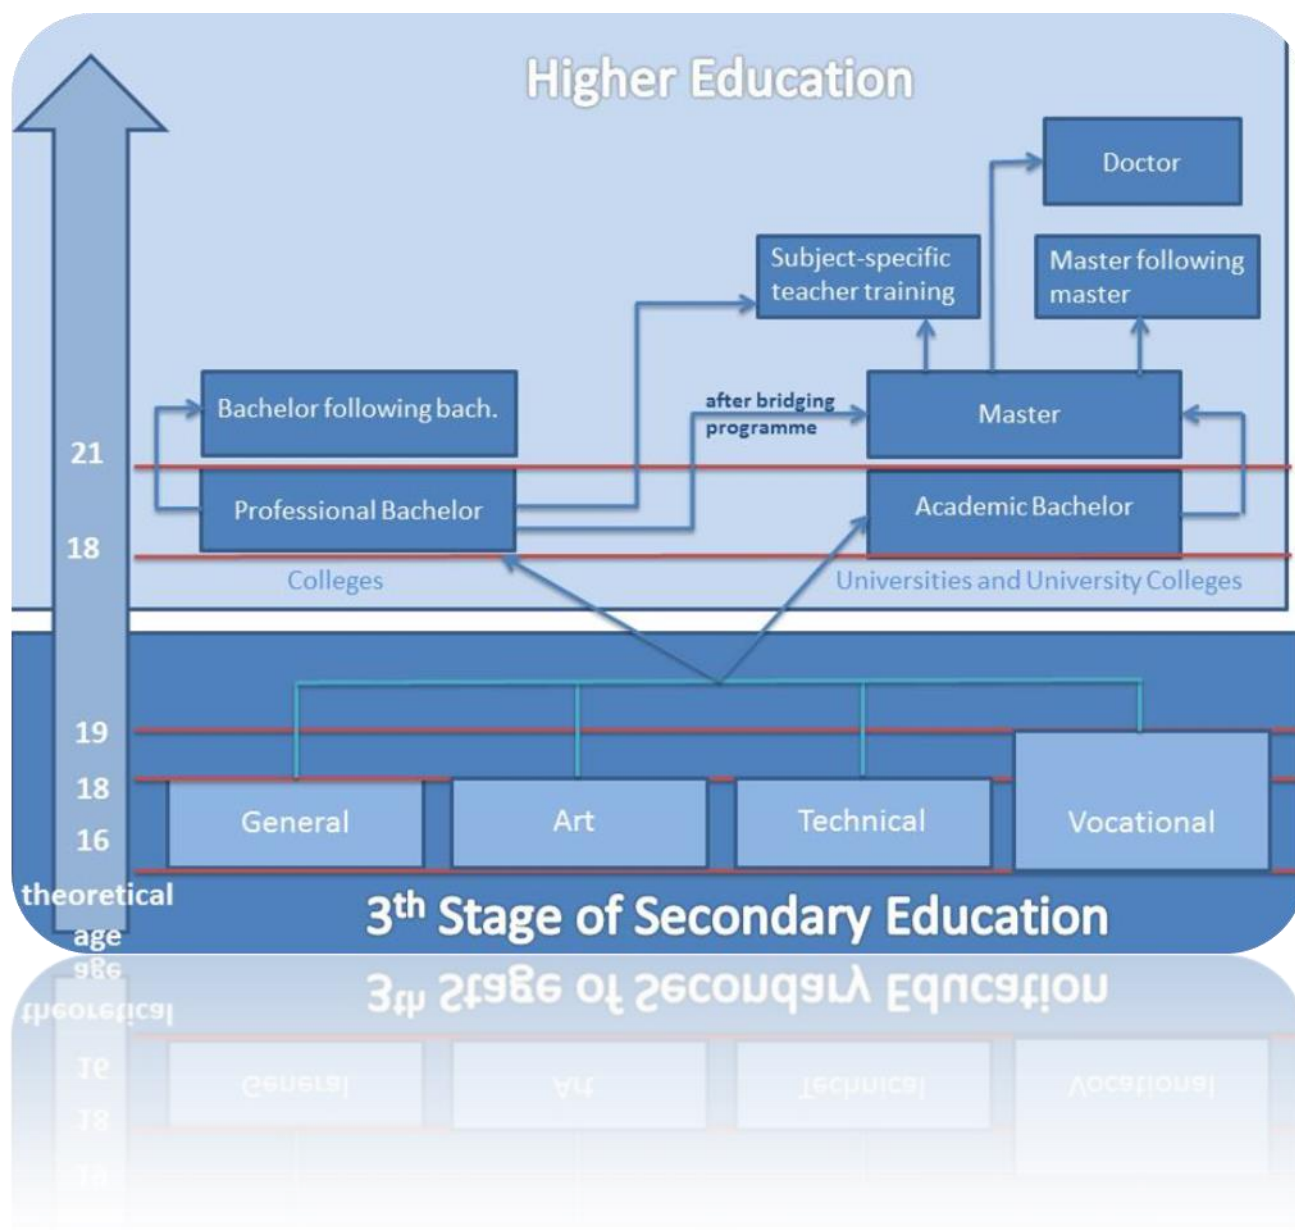 Higher Education
Doctor
Subject-specific
teacher training
Master following
master
Bachelor following bach.
after bridging
programme
Master
21
Professional Bachelor
Academic Bachelor
18
Colleges
Universities and University Colleges
19
18
16
General
Art
Technical
Vocational
theoretical
age
3th Stage of Secondary Education